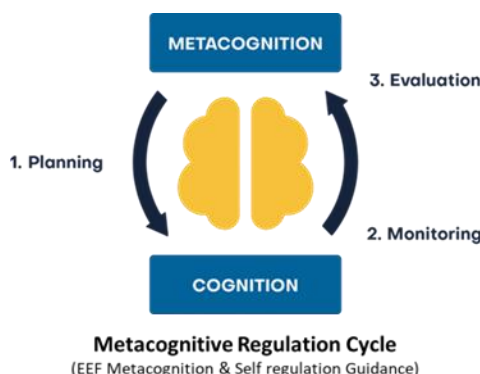 METACOGNITION
3. Evaluation
1. Planning
2. Monitoring
COGNITION
Metacognitive Regulation Cycle
(EEF Metacognition & Self regulation Guidance)